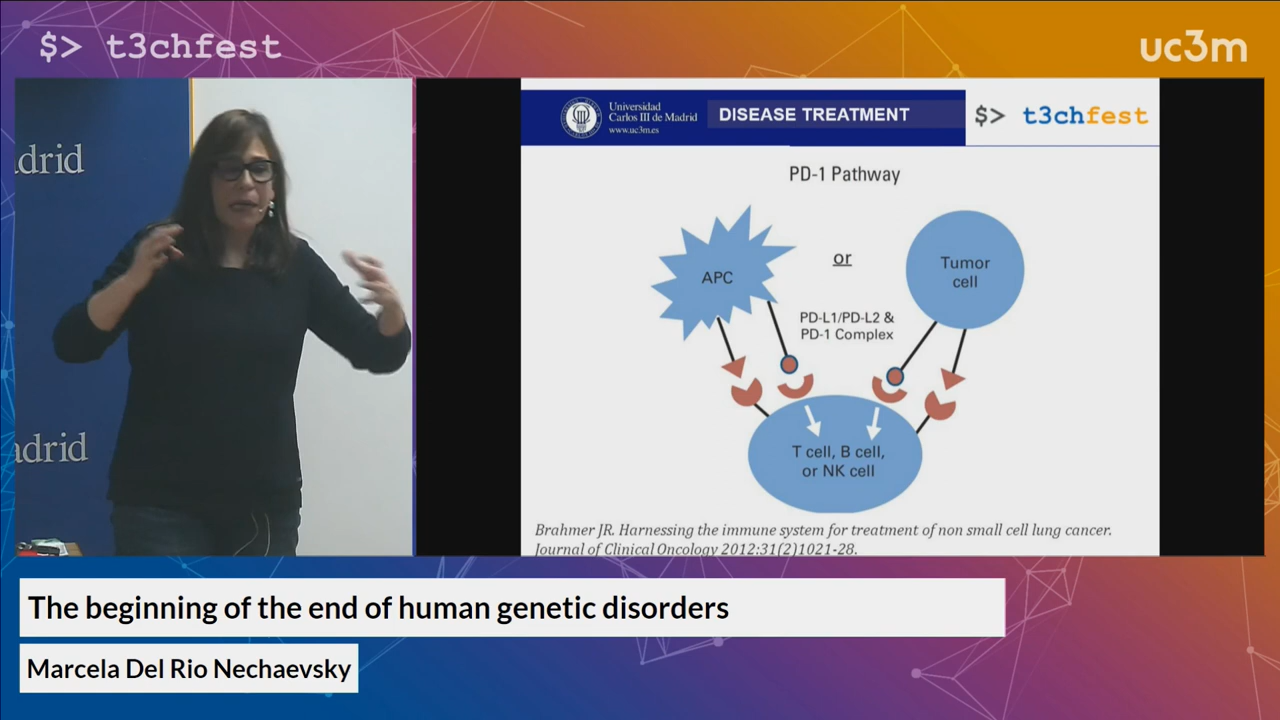 $> t3chfest
uc3m
adrid
adrid
Universidad
Carlos III de Madrid
www.uc3m.es
DISEASE TREATMENT
$> t3chfest
PD-1 Pathway
APC
or
Tumor
cell
PD-L1/PD-L2 &
PD-1 Complex
T cell, B cell,
or NK cell
Brahmer JR. Harnessing the immune system for treatment of non small cell lung cancer.
Journal of Clinical Oncology 2012:31(2)1021-28.
The beginning of the end of human genetic disorders
Marcela Del Rio Nechaevsky